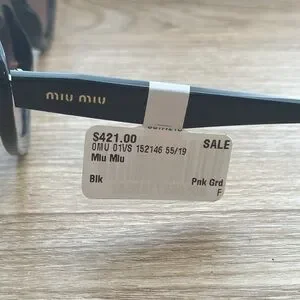 miu miu
$421.00 SALE
0MU 01VS 152146 55/19
Miu Miu
Blk Pnk Grd
F